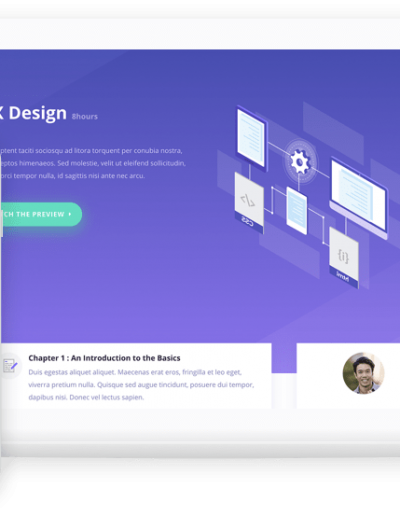 X Design 8hours
ptent taciti sociosqu ad litora torquent per conubia nostra,
ptos himenaeos. Sed molestie, velit ut eleifend sollicitudin,
orci tempor nulla, id sagittis nisi ante nec arcu.
CH THE PREVIEW
</>
CSS
{i}
Chapter 1 : An Introduction to the Basics
Duis egestas aliquet aliquet. Maecenas erat eros, fringilla et leo eget,
viverra pretium nulla. Quisque sed augue tincidunt, posuere dui tempor,
dapibus nisi. Donec vel lectus sapien.